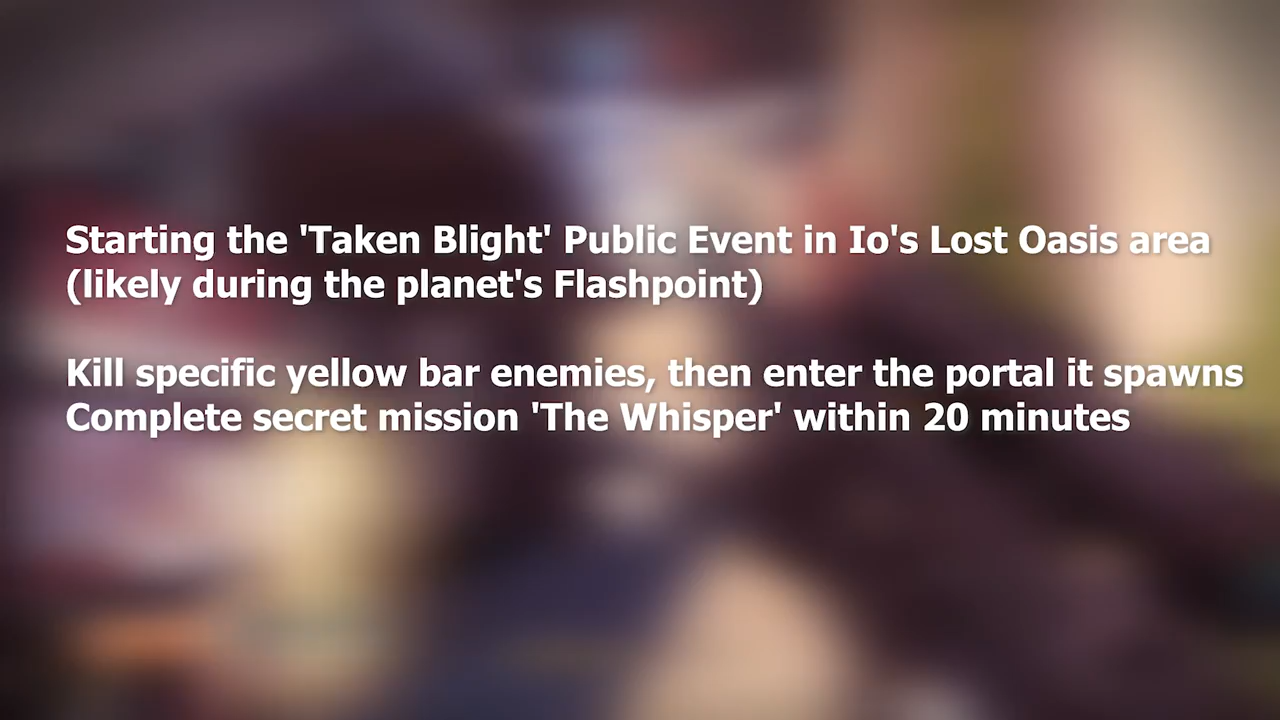 Starting the 'Taken Blight' Public Event in Io's Lost Oasis area
(likely during the planet's Flashpoint)
Kill specific yellow bar enemies, then enter the portal it spawns
Complete secret mission 'The Whisper' within 20 minutes